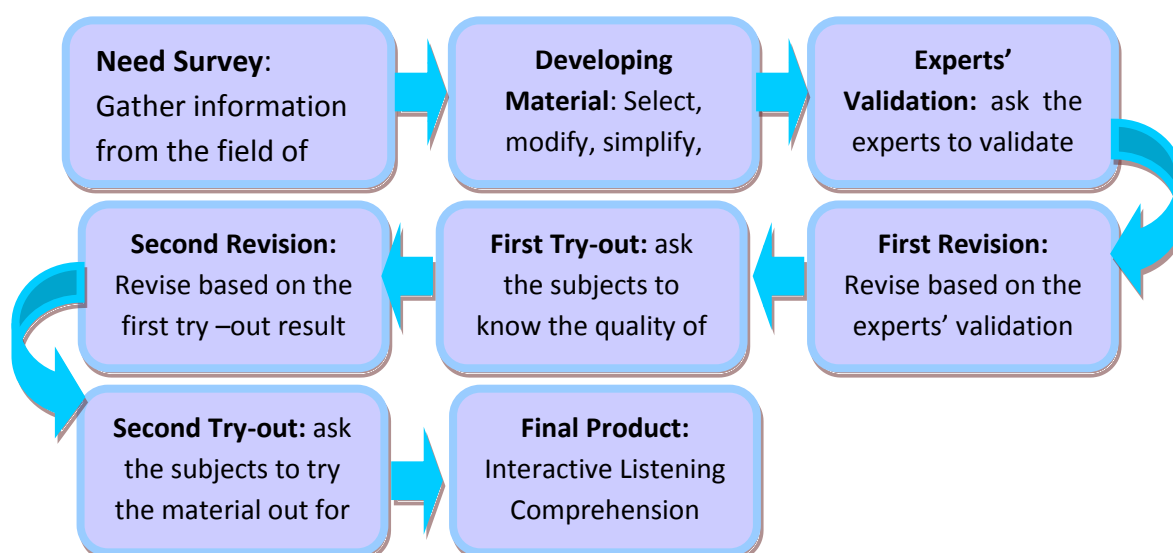 Need Survey:
Gather information
from the field of
Developing
Material: Select,
modify, simplify,
Experts’
Validation: ask the
experts to validate
First Revision:
Revise based on the
experts’ validation
First Try-out: ask
the subjects to
know the quality of
Second Revision:
Revise based on the
first try –out result
Second Try-out: ask
the subjects to try
the material out for
Final Product:
Interactive Listening
Comprehension